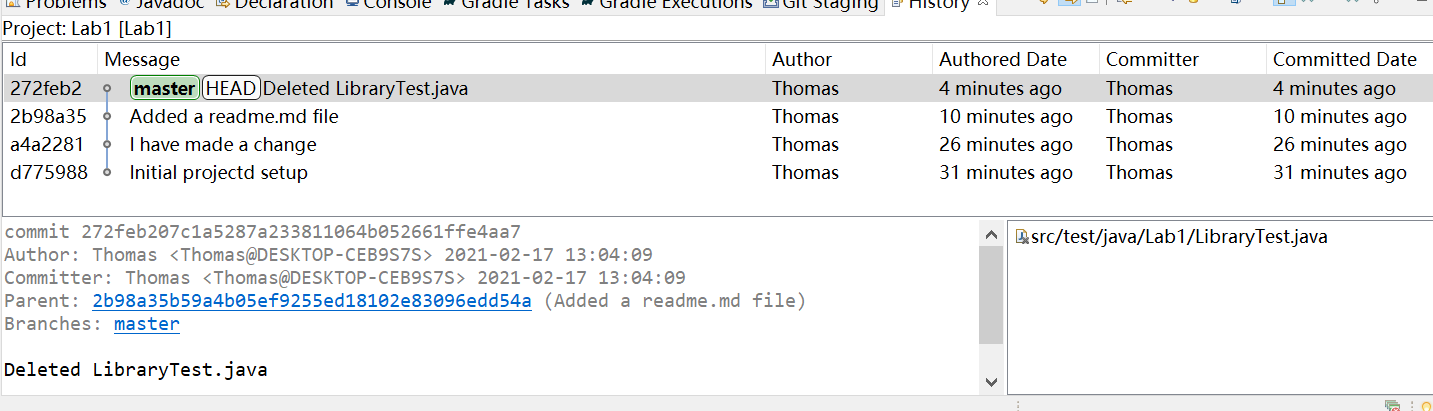 Problems @ Javadoc Declaration Console Gradle Tasks Gradle Executions Git Staging History
Project: Lab1 [Lab1]
Id Message Author Authored Date Committer Committed Date
272feb2 master HEAD Deleted LibraryTest.java Thomas 4 minutes ago Thomas 4 minutes ago
2b98a35 Added a readme.md file Thomas 10 minutes ago Thomas 10 minutes ago
a4a2281 I have made a change Thomas 26 minutes ago Thomas 26 minutes ago
d775988 Initial projectd setup Thomas 31 minutes ago Thomas 31 minutes ago
commit 272feb207c1a5287a233811064b052661ffe4aa7
Author: Thomas <Thomas@DESKTOP-CEB9S7S> 2021-02-17 13:04:09
Committer: Thomas <Thomas@DESKTOP-CEB9S7S> 2021-02-17 13:04:09
Parent: 2b98a35b59a4b05ef9255ed18102e83096edd54a (Added a readme.md file)
Branches: master
Deleted LibraryTest.java
src/test/java/Lab1/LibraryTest.java